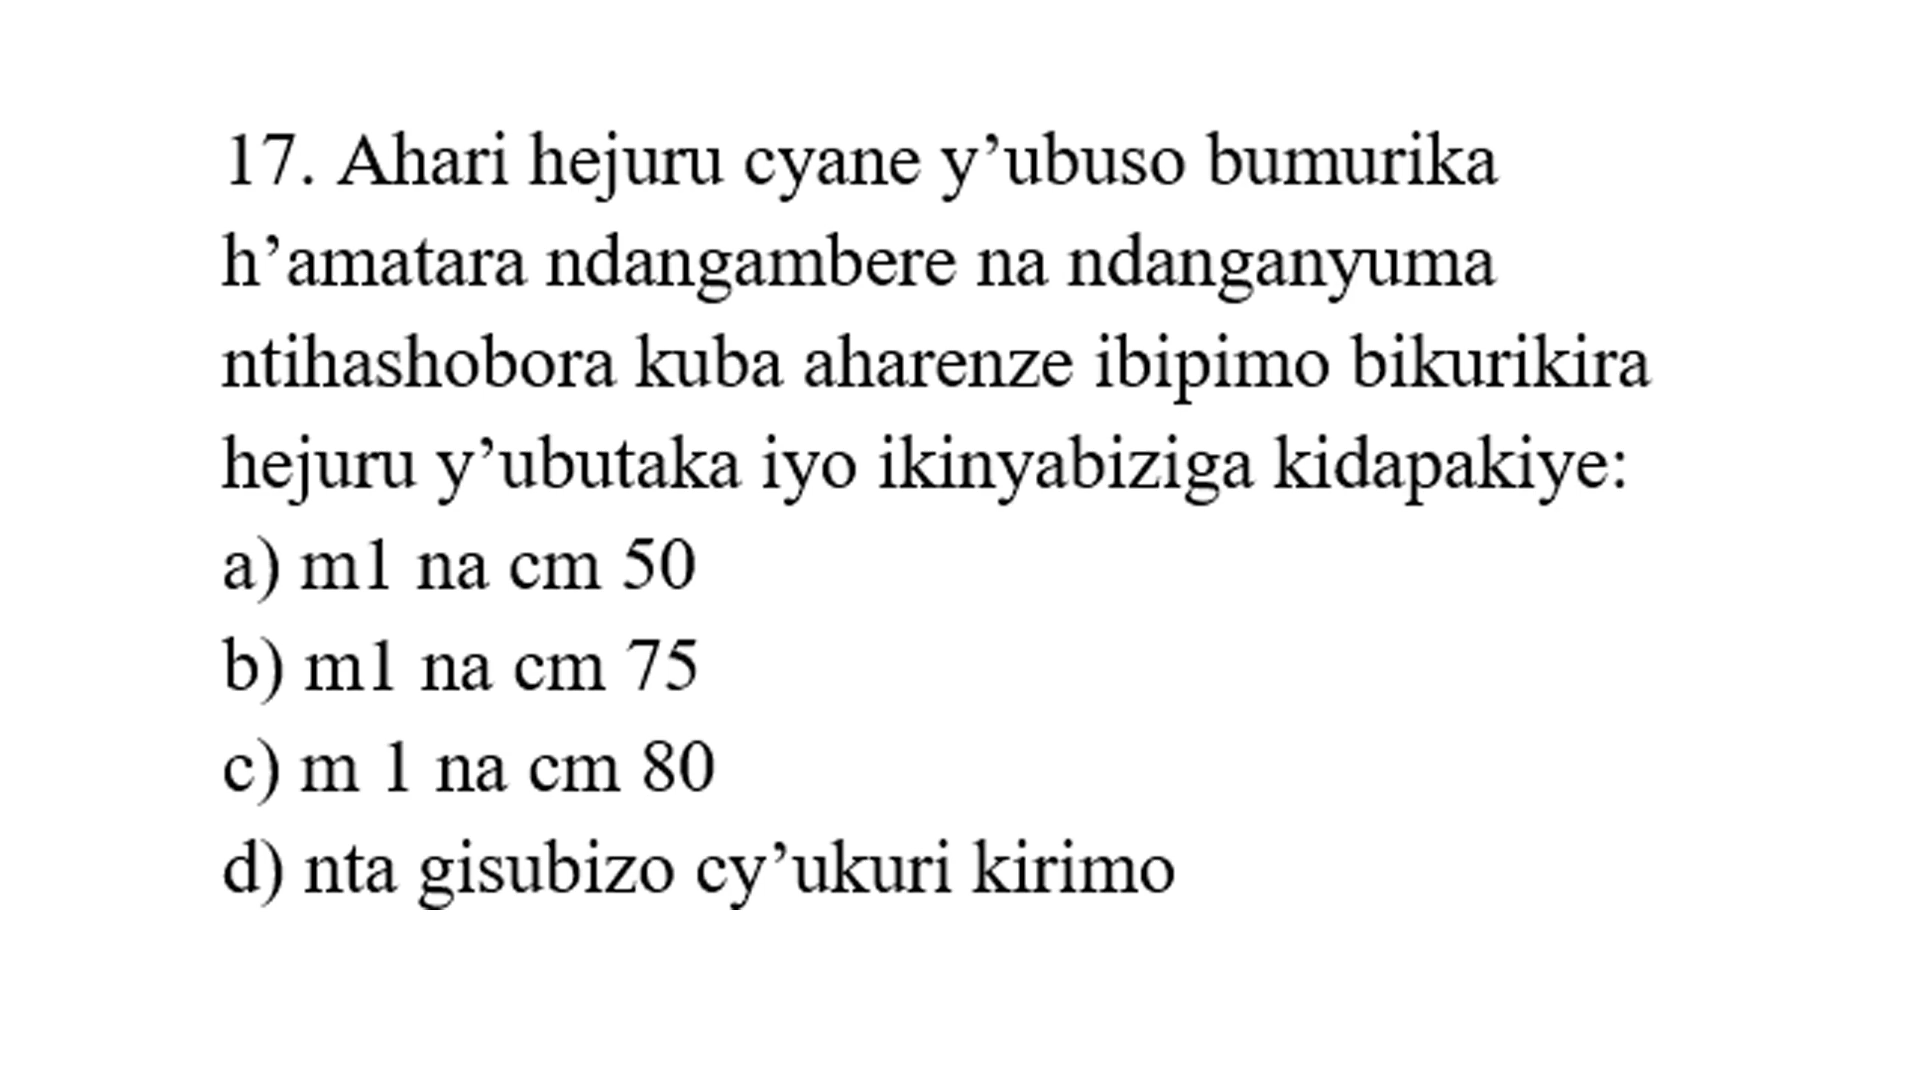 17. Ahari hejuru cyane y’ubuso bumurika
h’amatara ndangambere na ndanganyuma
ntihashobora kuba aharenze ibipimo bikurikira
hejuru y’ubutaka iyo ikinyabiziga kidapakiye:
a) m1 na cm 50
b) m1 na cm 75
c) m 1 na cm 80
d) nta gisubizo cy’ukuri kirimo